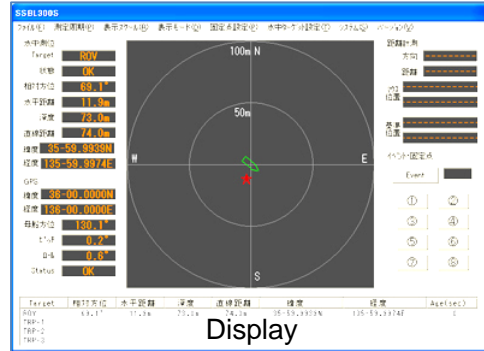 SSBL300S
ファイル(F) 測定周期(P) 表示スケール(R) 表示モード(D) 固定点設定(E) 水中ターゲット設定(T) システム(S) バージョン(V)
水中測位
Target ROV
状態 OK
相対方位 69.1°
水平距離 11.9m
深度 73.0m
直線距離 74.0m
緯度 35-59.9939N
経度 135-59.9974E
GPS
緯度 36-00.0000N
経度 136-00.0000E
母船方位 130.1°
ピッチ 0.2°
ロール 0.6°
Status OK
100m N
50m
W
E
S
距離計測
方向
距離
位置
位置
イベント・固定点
Event
① ②
③ ④
⑤ ⑥
⑦ ⑧
Target 相対方位 水平距離 深度 直線距離 緯度 経度 Age(sec)
ROV 69.1° 11.9m 73.0m 74.0m 35-59.9939N 135-59.9974E
TRP-1
TRP-2
TRP-3
Display